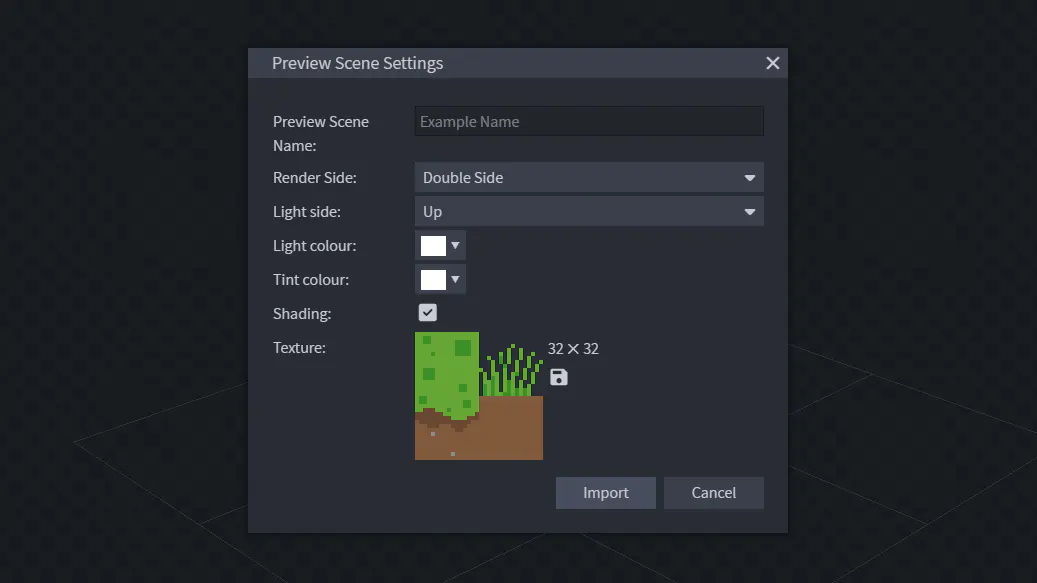 Preview Scene Settings
Preview Scene
Name:
Example Name
Render Side:
Double Side
Light side:
Up
Light colour:
Tint colour:
Shading:
Texture:
32 × 32
Import
Cancel